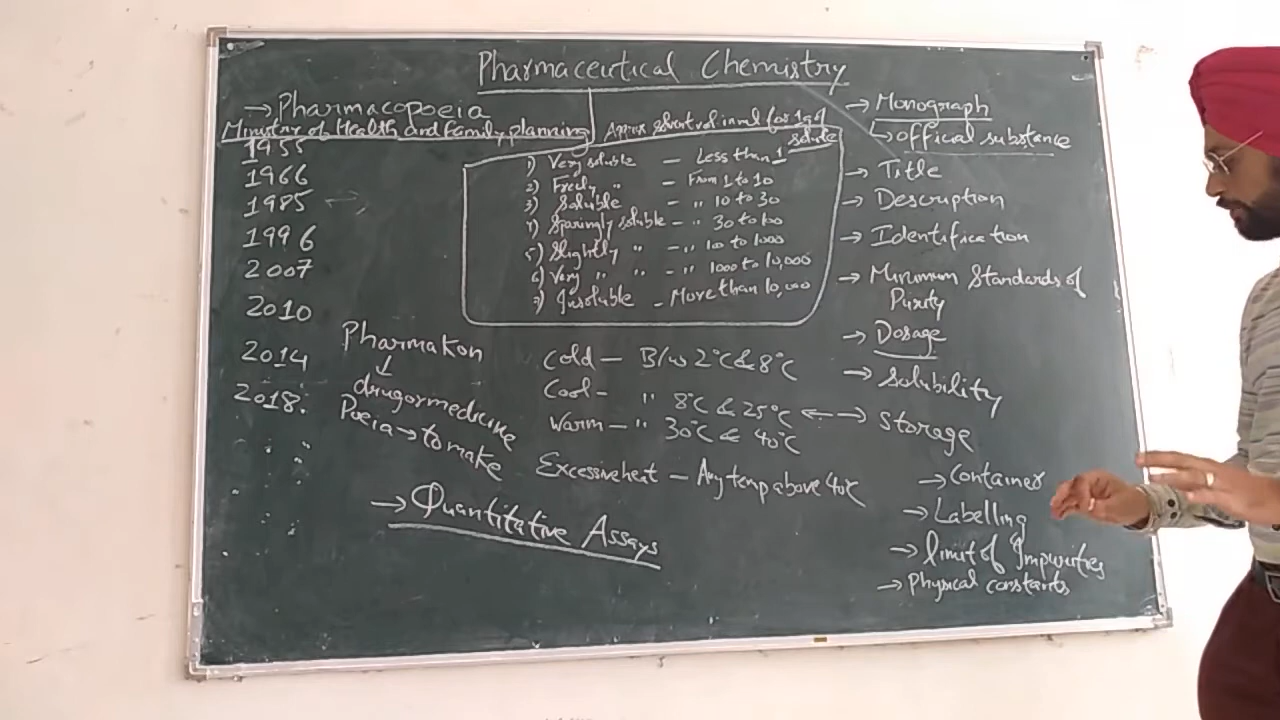 Pharmaceutical Chemistry
→ Pharmacopoeia
Ministry of Health and Family planning
1955
1966
1985
1996
2007
2010
2014
2018.
Pharmakon
↓
drug or medicine
Poeia → to make
→ Quantitative Assays
Approx solvent of in ml for 1g of
solute
1) Very soluble — Less than 1
2) Freely " — From 1 to 10
3) Soluble — " 10 to 30
4) Sparingly soluble — " 30 to 100
5) Slightly " — " 100 to 1000
6) Very " " — " 1000 to 10,000
7) Insoluble — More than 10,000
Cold — B/w 2°C & 8°C
Cool — " 8°C & 25°C
Warm — " 30°C & 40°C
Excessive heat — Any temp above 40°C
→ Monograph
↳ official substance
→ Title
→ Description
→ Identification
→ Minimum Standards of
Purity
→ Dosage
→ Solubility
←→ Storage
→ Container
→ Labelling
→ limit of Impurities
→ Physical constants